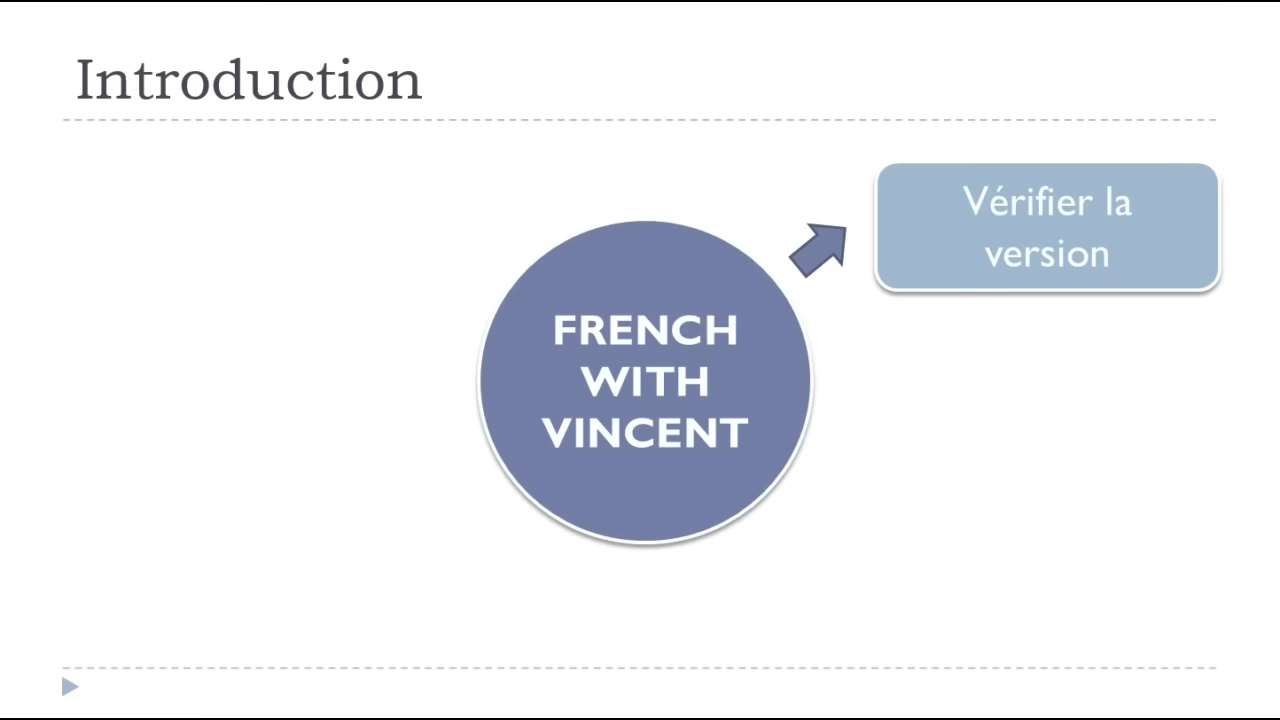 Introduction
Vérifier la
version
FRENCH
WITH
VINCENT